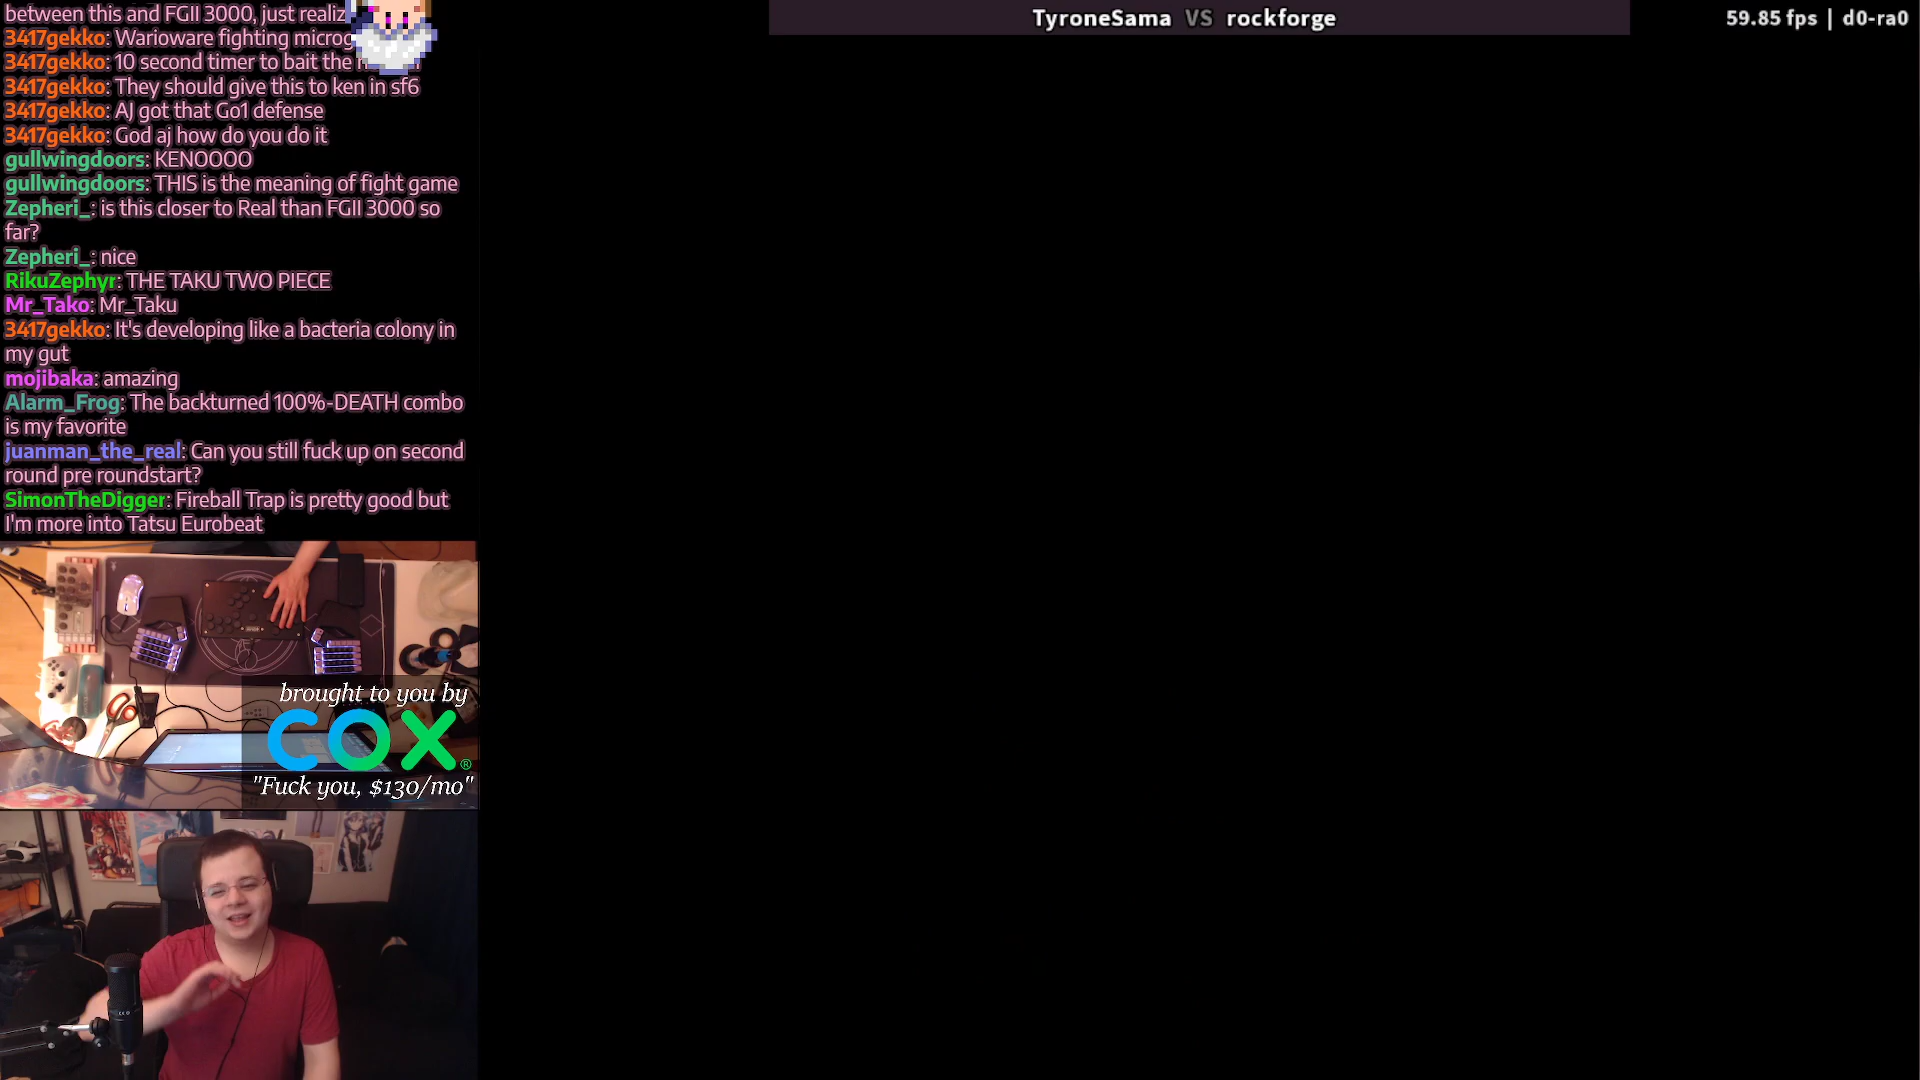 between this and FGII 3000, just realiz
3417gekko: Warioware fighting microg
3417gekko: 10 second timer to bait the
3417gekko: They should give this to ken in sf6
3417gekko: AJ got that Go1 defense
3417gekko: God aj how do you do it
gullwingdoors: KENOOOO
gullwingdoors: THIS is the meaning of fight game
Zepheri_: is this closer to Real than FGII 3000 so
far?
Zepheri_: nice
RikuZephyr: THE TAKU TWO PIECE
Mr_Tako: Mr_Taku
3417gekko: It's developing like a bacteria colony in
my gut
mojibaka: amazing
Alarm_Frog: The backturned 100%-DEATH combo
is my favorite
juanman_the_real: Can you still fuck up on second
round pre roundstart?
SimonTheDigger: Fireball Trap is pretty good but
I'm more into Tatsu Eurobeat
brought to you by
COX®
"Fuck you, $130/mo"
TyroneSama VS rockforge
59.85 fps | d0-ra0